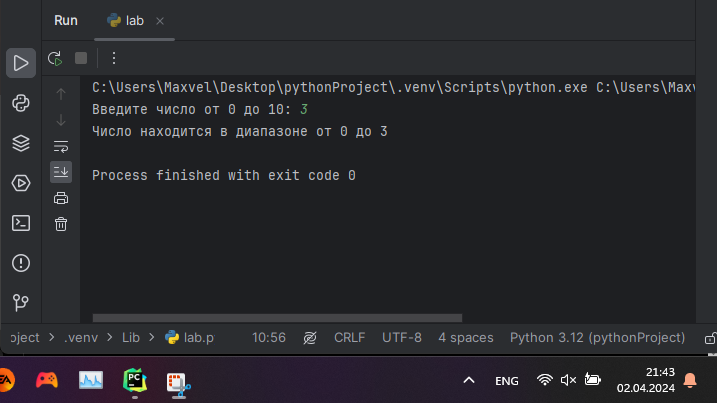 Run lab
C:\Users\Maxvel\Desktop\pythonProject\.venv\Scripts\python.exe C:\Users\Maxv
Введите число от 0 до 10: 3
Число находится в диапазоне от 0 до 3
Process finished with exit code 0
oject > .venv > Lib > lab.p 10:56 CRLF UTF-8 4 spaces Python 3.12 (pythonProject)
EA PC ENG 21:43
02.04.2024